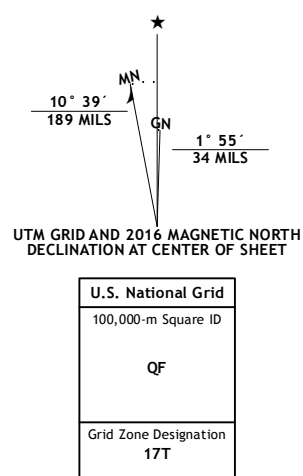 ★
MN
10° 39´
189 MILS
GN
1° 55´
34 MILS
UTM GRID AND 2016 MAGNETIC NORTH
DECLINATION AT CENTER OF SHEET
U.S. National Grid
100,000-m Square ID
QF
Grid Zone Designation
17T